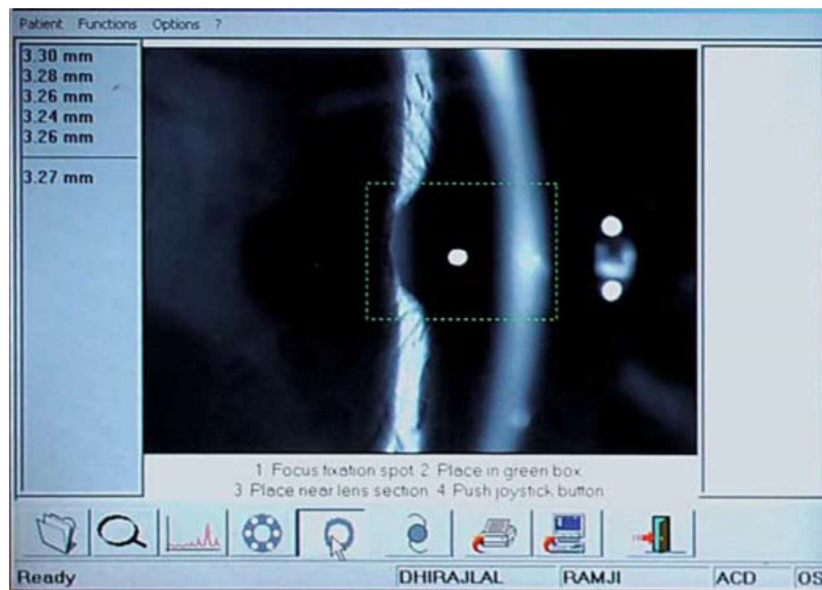 Patient Functions Options ?
3.30 mm
3.28 mm
3.26 mm
3.24 mm
3.26 mm
3.27 mm
1 Focus fixation spot 2 Place in green box
3 Place near lens section 4 Push joystick button
Ready DHIRAJLAL RAMJI ACD OS